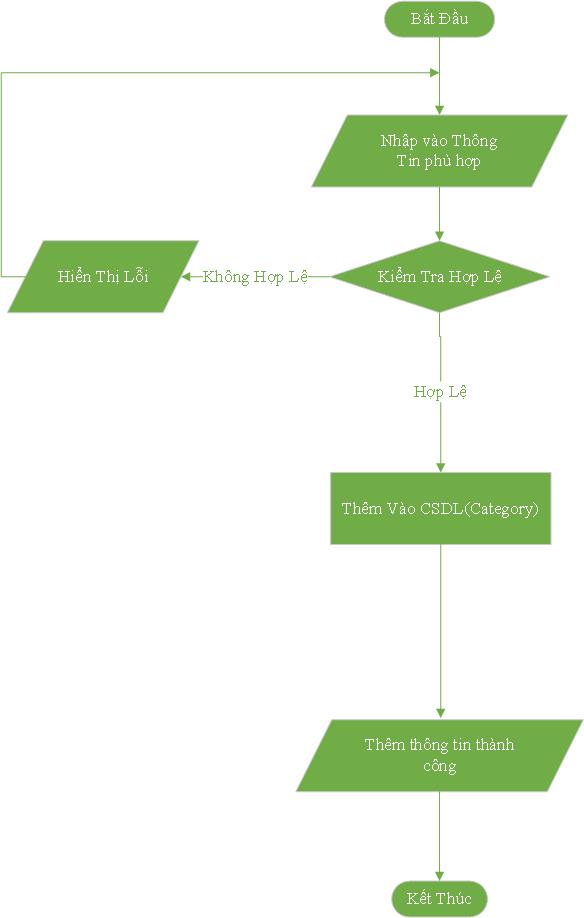 Bắt Đầu
Nhập vào Thông
Tin phù hợp
Hiển Thị Lỗi
Không Hợp Lệ
Kiểm Tra Hợp Lệ
Hợp Lệ
Thêm Vào CSDL(Category)
Thêm thông tin thành
công
Kết Thúc